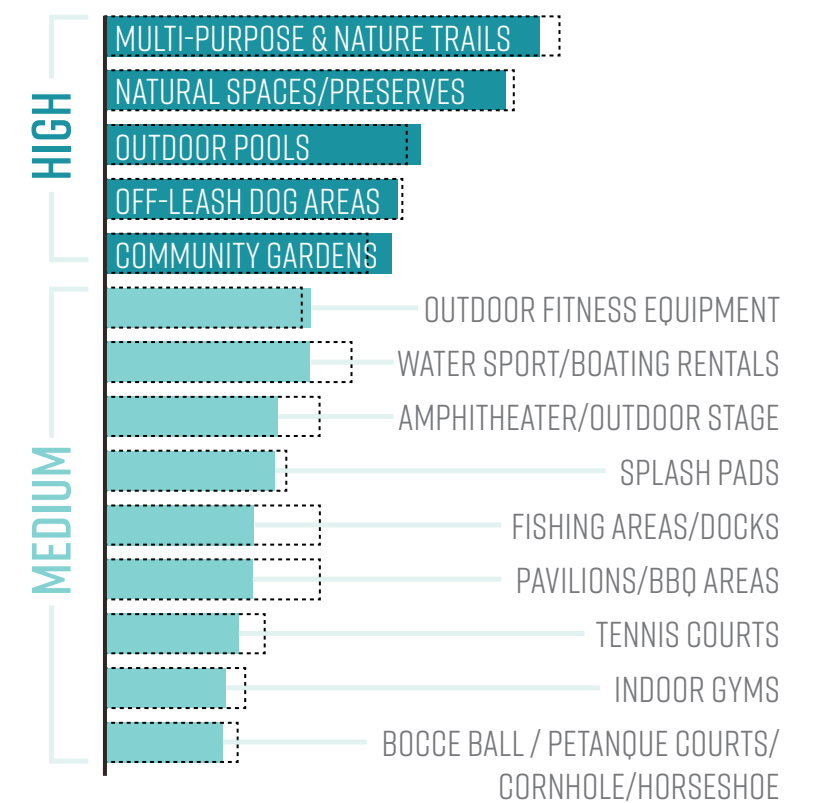 HIGH
MULTI-PURPOSE & NATURE TRAILS
NATURAL SPACES/PRESERVES
OUTDOOR POOLS
OFF-LEASH DOG AREAS
COMMUNITY GARDENS
MEDIUM
OUTDOOR FITNESS EQUIPMENT
WATER SPORT/BOATING RENTALS
AMPHITHEATER/OUTDOOR STAGE
SPLASH PADS
FISHING AREAS/DOCKS
PAVILIONS/BBQ AREAS
TENNIS COURTS
INDOOR GYMS
BOCCE BALL / PETANQUE COURTS/
CORNHOLE/HORSESHOE